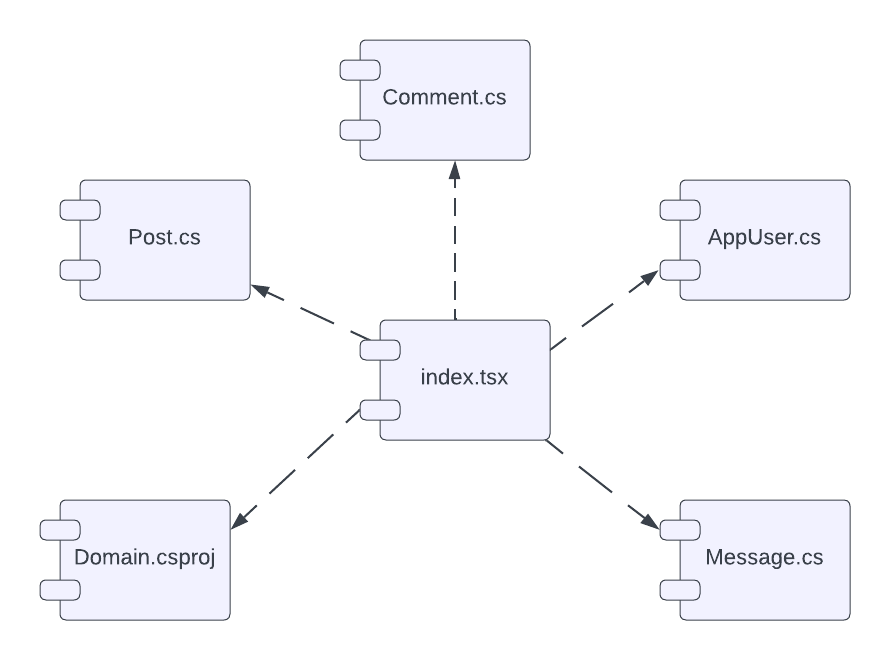 Comment.cs
Post.cs
AppUser.cs
index.tsx
Domain.csproj
Message.cs